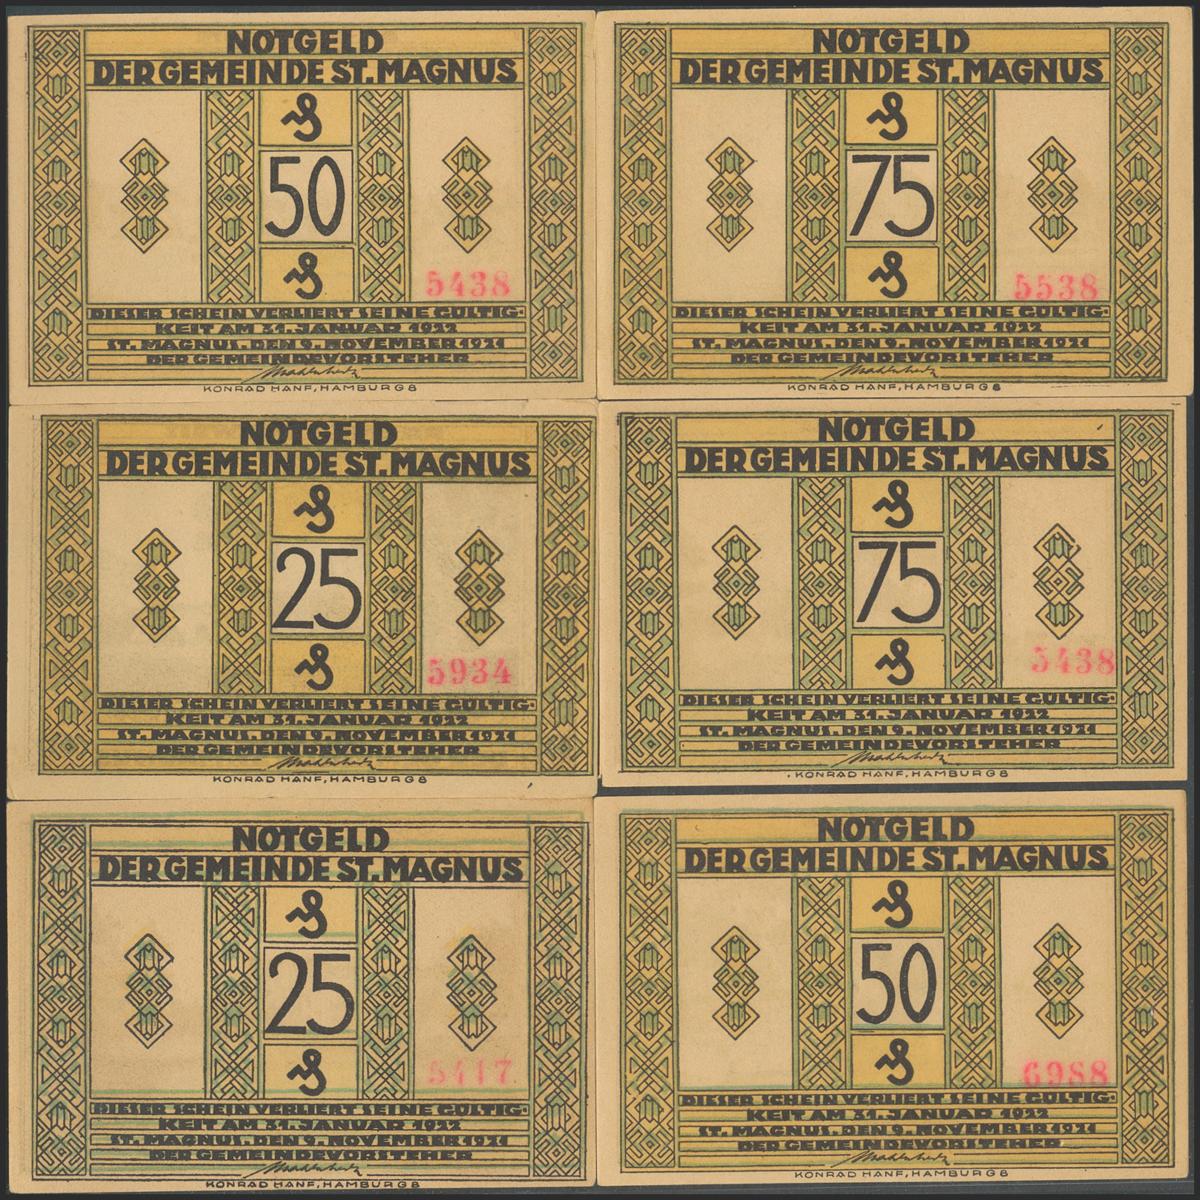 NOTGELD
DER GEMEINDE ST. MAGNUS
₰
50
₰
5438
DIESER SCHEIN VERLIERT SEINE GÜLTIG-
KEIT AM 31. JANUAR 1922
ST. MAGNUS, DEN 9. NOVEMBER 1921
DER GEMEINDEVORSTEHER
KONRAD HANF, HAMBURG 8
NOTGELD
DER GEMEINDE ST. MAGNUS
₰
75
₰
5538
DIESER SCHEIN VERLIERT SEINE GÜLTIG-
KEIT AM 31. JANUAR 1922
ST. MAGNUS, DEN 9. NOVEMBER 1921
DER GEMEINDEVORSTEHER
KONRAD HANF, HAMBURG 8
NOTGELD
DER GEMEINDE ST. MAGNUS
₰
25
₰
5934
DIESER SCHEIN VERLIERT SEINE GÜLTIG-
KEIT AM 31. JANUAR 1922
ST. MAGNUS, DEN 9. NOVEMBER 1921
DER GEMEINDEVORSTEHER
KONRAD HANF, HAMBURG 8
NOTGELD
DER GEMEINDE ST. MAGNUS
₰
75
₰
5438
DIESER SCHEIN VERLIERT SEINE GÜLTIG-
KEIT AM 31. JANUAR 1922
ST. MAGNUS, DEN 9. NOVEMBER 1921
DER GEMEINDEVORSTEHER
KONRAD HANF, HAMBURG 8
NOTGELD
DER GEMEINDE ST. MAGNUS
₰
25
₰
5417
DIESER SCHEIN VERLIERT SEINE GÜLTIG-
KEIT AM 31. JANUAR 1922
ST. MAGNUS, DEN 9. NOVEMBER 1921
DER GEMEINDEVORSTEHER
KONRAD HANF, HAMBURG 8
NOTGELD
DER GEMEINDE ST. MAGNUS
₰
50
₰
6988
DIESER SCHEIN VERLIERT SEINE GÜLTIG-
KEIT AM 31. JANUAR 1922
ST. MAGNUS, DEN 9. NOVEMBER 1921
DER GEMEINDEVORSTEHER
KONRAD HANF, HAMBURG 8